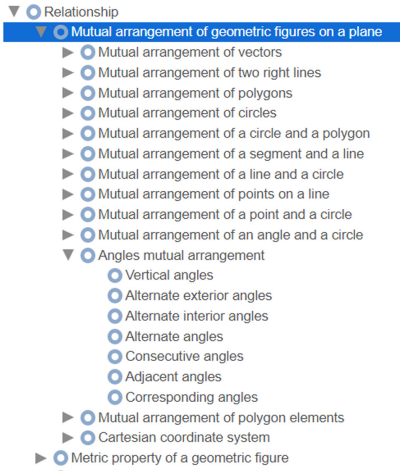 Relationship
Mutual arrangement of geometric figures on a plane
Mutual arrangement of vectors
Mutual arrangement of two right lines
Mutual arrangement of polygons
Mutual arrangement of circles
Mutual arrangement of a circle and a polygon
Mutual arrangement of a segment and a line
Mutual arrangement of a line and a circle
Mutual arrangement of points on a line
Mutual arrangement of a point and a circle
Mutual arrangement of an angle and a circle
Angles mutual arrangement
Vertical angles
Alternate exterior angles
Alternate interior angles
Alternate angles
Consecutive angles
Adjacent angles
Corresponding angles
Mutual arrangement of polygon elements
Cartesian coordinate system
Metric property of a geometric figure